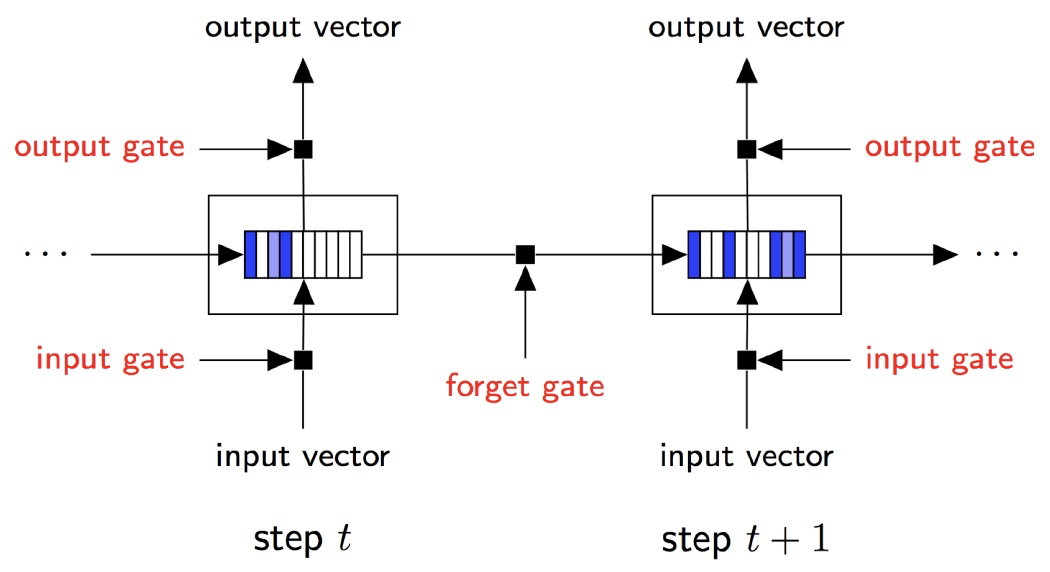 output vector output vector
output gate output gate
··· ···
input gate input gate
forget gate
input vector input vector
step t step t + 1